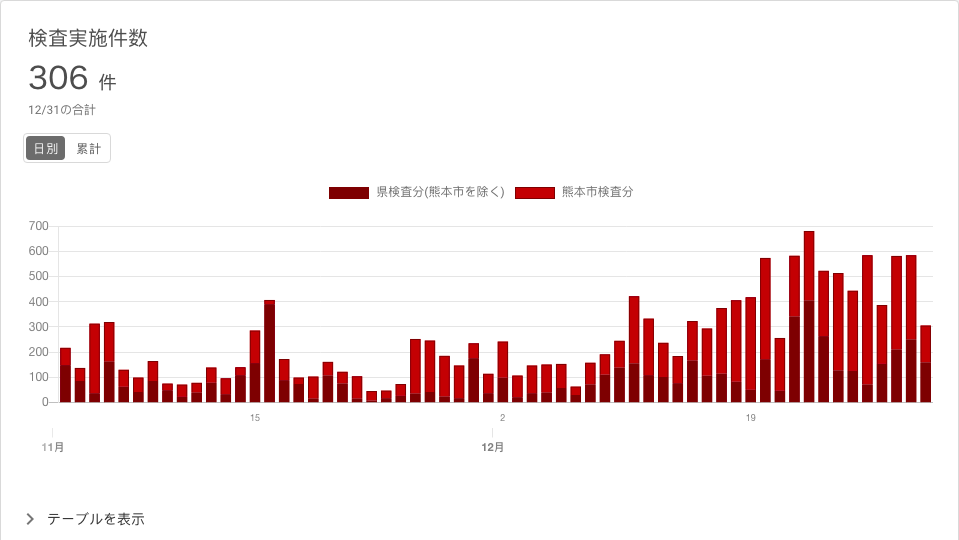 検査実施件数
306 件
12/31の合計
日別 累計
県検査分(熊本市を除く) 熊本市検査分
700
600
500
400
300
200
100
0
15 2 19
11月 12月
テーブルを表示